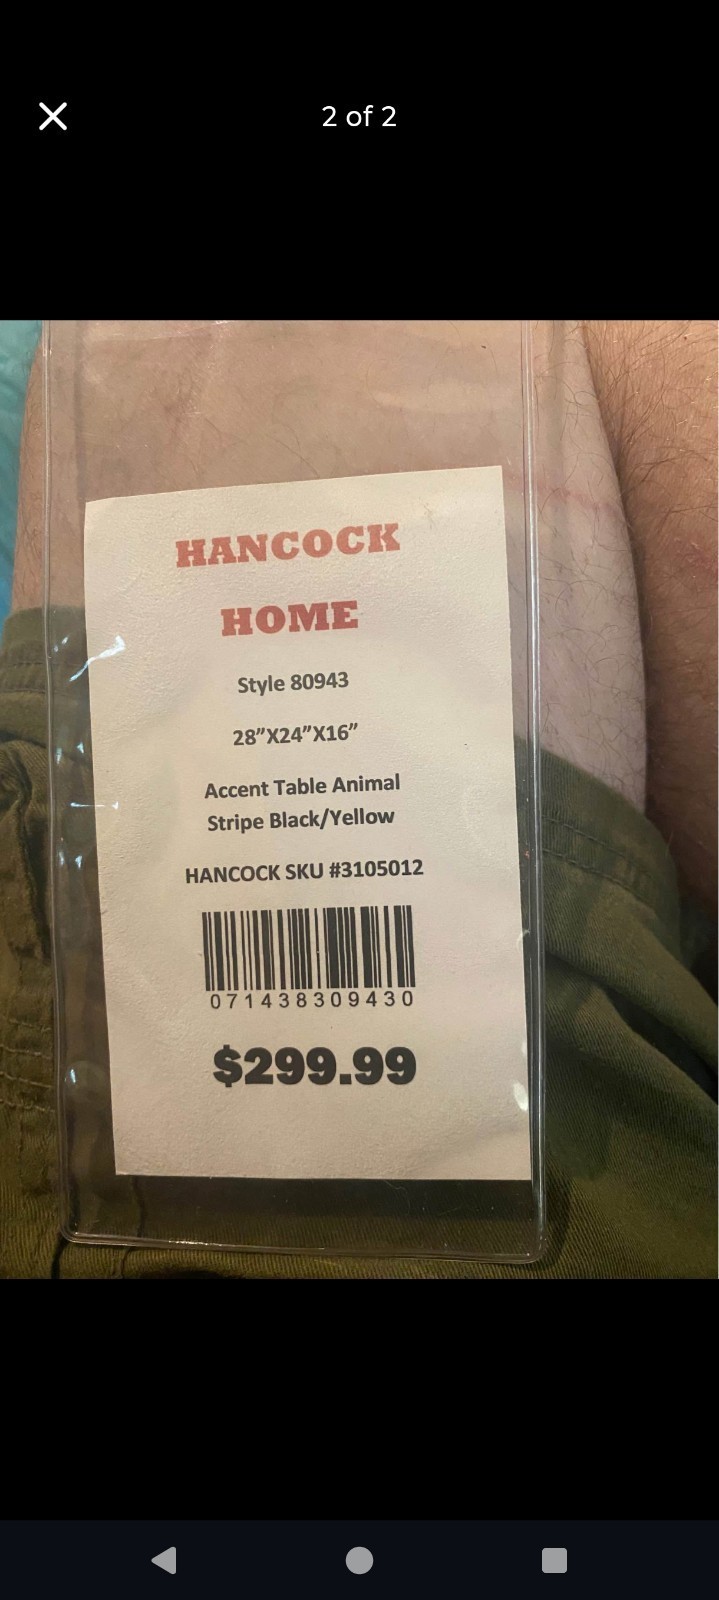 2 of 2
HANCOCK
HOME
Style 80943
28”X24”X16”
Accent Table Animal
Stripe Black/Yellow
HANCOCK SKU #3105012
071438309430
$299.99